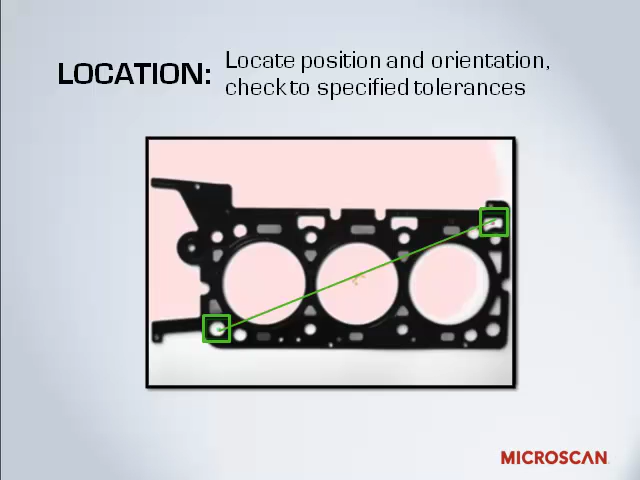 LOCATION:
Locate position and orientation,
check to specified tolerances
MICROSCAN